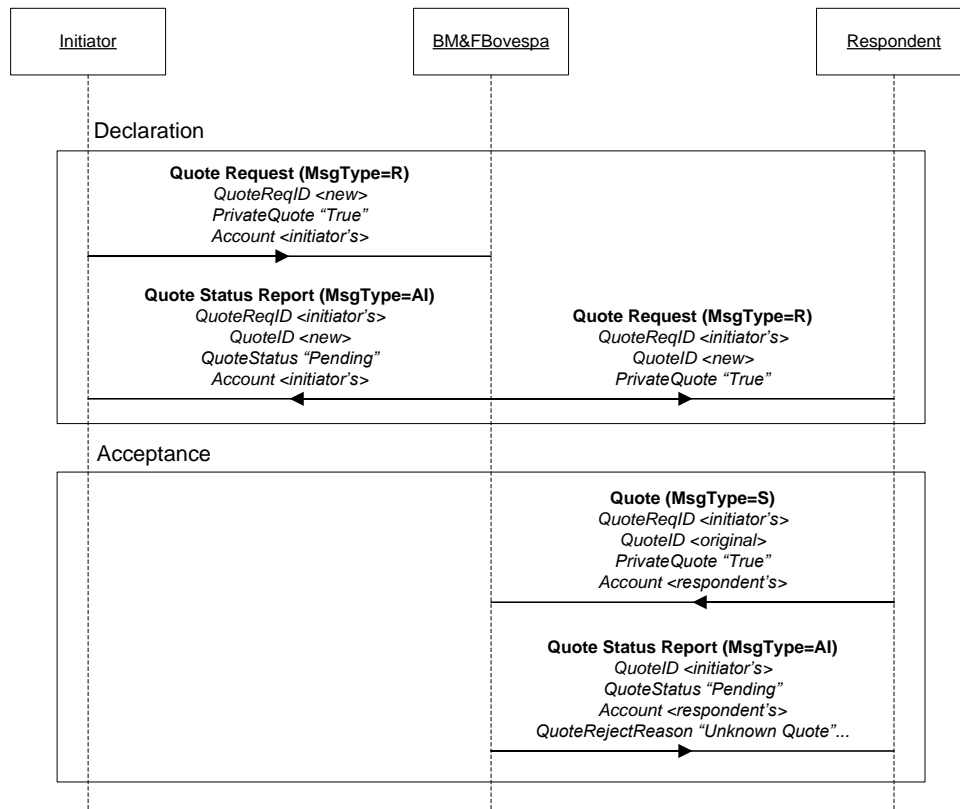 Initiator
BM&FBovespa
Respondent
Declaration
Quote Request (MsgType=R)
QuoteReqID <new>
PrivateQuote “True”
Account <initiator’s>
Quote Status Report (MsgType=AI)
QuoteReqID <initiator’s>
QuoteID <new>
QuoteStatus “Pending”
Account <initiator’s>
Quote Request (MsgType=R)
QuoteReqID <initiator’s>
QuoteID <new>
PrivateQuote “True”
Acceptance
Quote (MsgType=S)
QuoteReqID <initiator’s>
QuoteID <original>
PrivateQuote “True”
Account <respondent’s>
Quote Status Report (MsgType=AI)
QuoteID <initiator’s>
QuoteStatus “Pending”
Account <respondent’s>
QuoteRejectReason “Unknown Quote”...